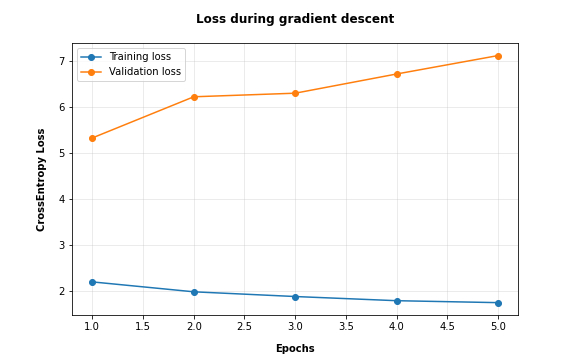 Loss during gradient descent
Training loss
Validation loss
7
6
5
4
3
2
CrossEntropy Loss
1.0 1.5 2.0 2.5 3.0 3.5 4.0 4.5 5.0
Epochs